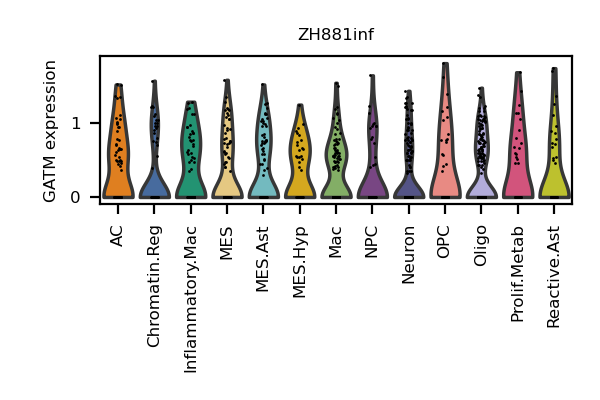 ZH881inf
GATM expression
1
0
AC
Chromatin.Reg
Inflammatory.Mac
MES
MES.Ast
MES.Hyp
Mac
NPC
Neuron
OPC
Oligo
Prolif.Metab
Reactive.Ast